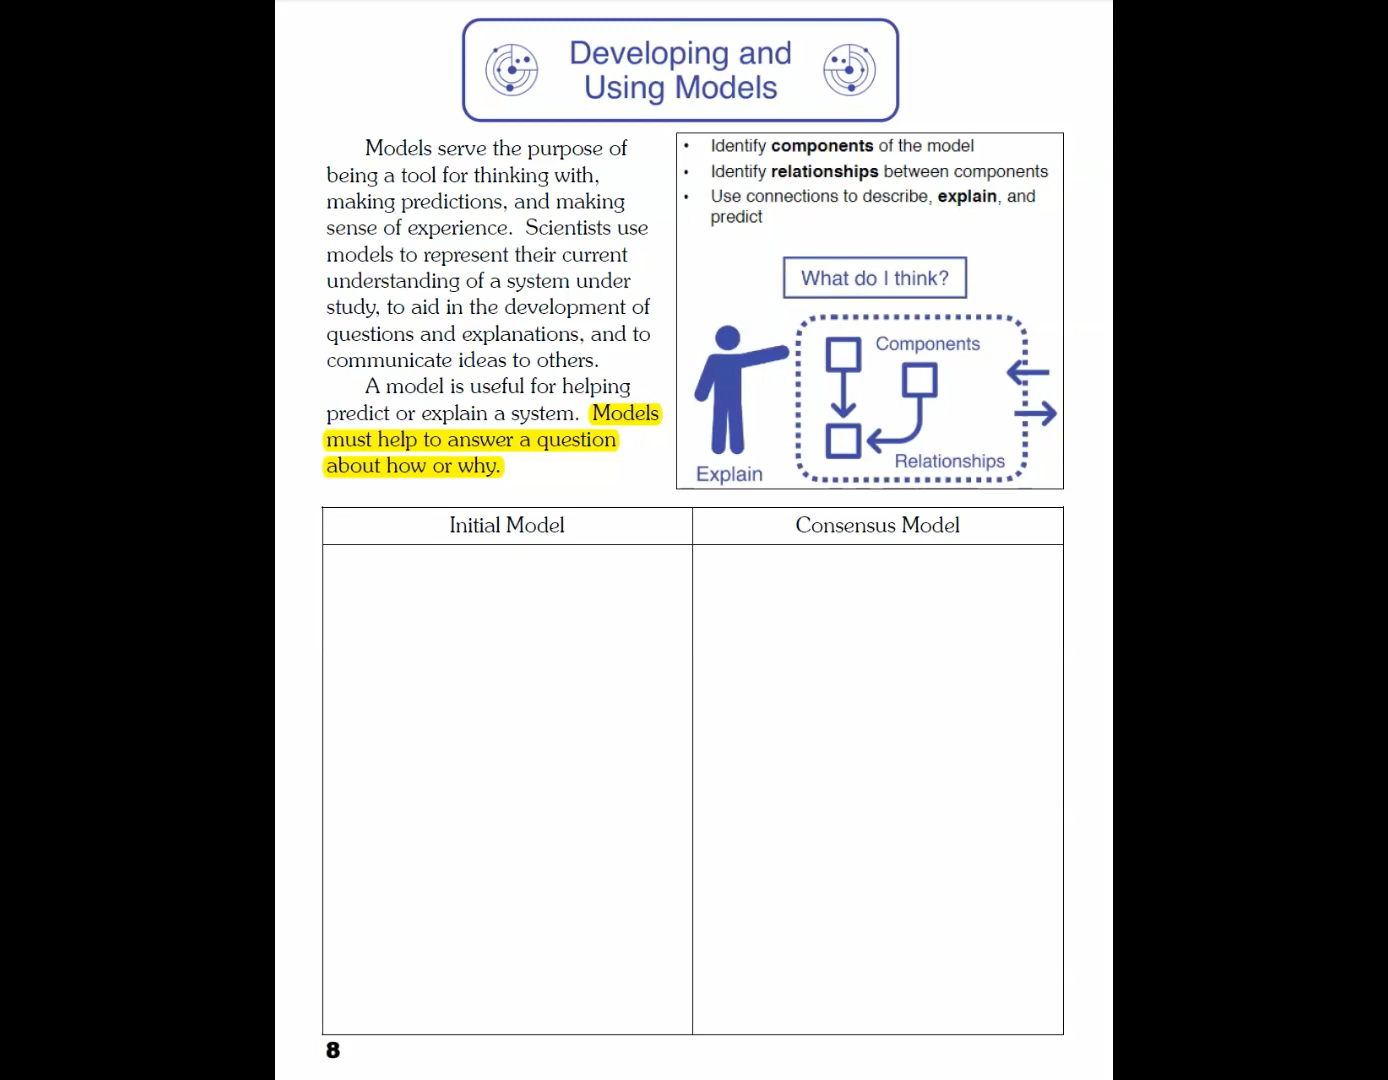 Developing and
Using Models
Models serve the purpose of
being a tool for thinking with,
making predictions, and making
sense of experience.  Scientists use
models to represent their current
understanding of a system under
study, to aid in the development of
questions and explanations, and to
communicate ideas to others.
A model is useful for helping
predict or explain a system.  Models
must help to answer a question
about how or why.
• Identify components of the model
• Identify relationships between components
• Use connections to describe, explain, and
predict
What do I think?
Components
Relationships
Explain
Initial Model
Consensus Model
8